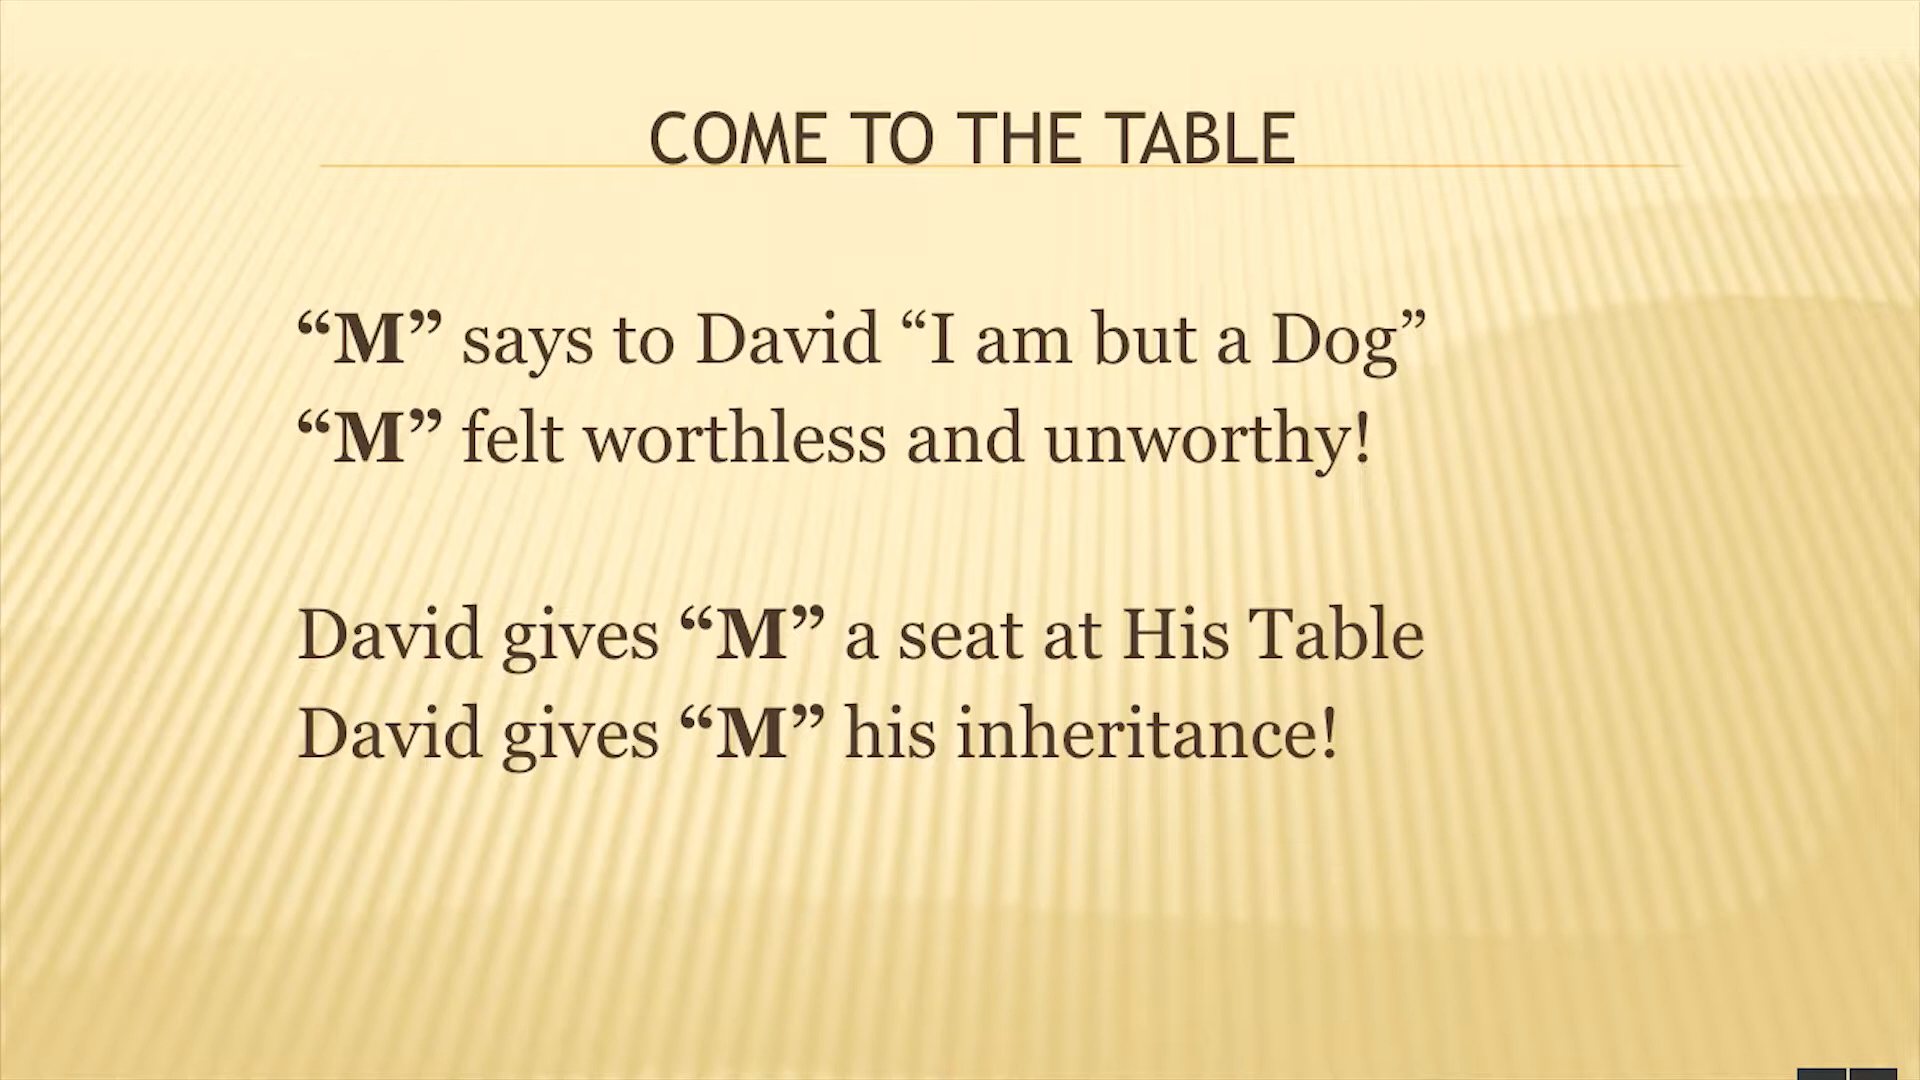 COME TO THE TABLE
“M” says to David “I am but a Dog”
“M” felt worthless and unworthy!
David gives “M” a seat at His Table
David gives “M” his inheritance!